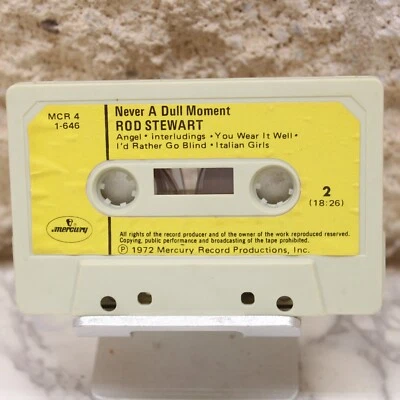 MCR 4
1-646
Never A Dull Moment
ROD STEWART
Angel • Interludings • You Wear It Well •
I'd Rather Go Blind • Italian Girls
2
(18:26)
mercury
All rights of the record producer and of the owner of the work reproduced reserved.
Copying, public performance and broadcasting of the tape prohibited.
Ⓟ 1972 Mercury Record Productions, Inc.